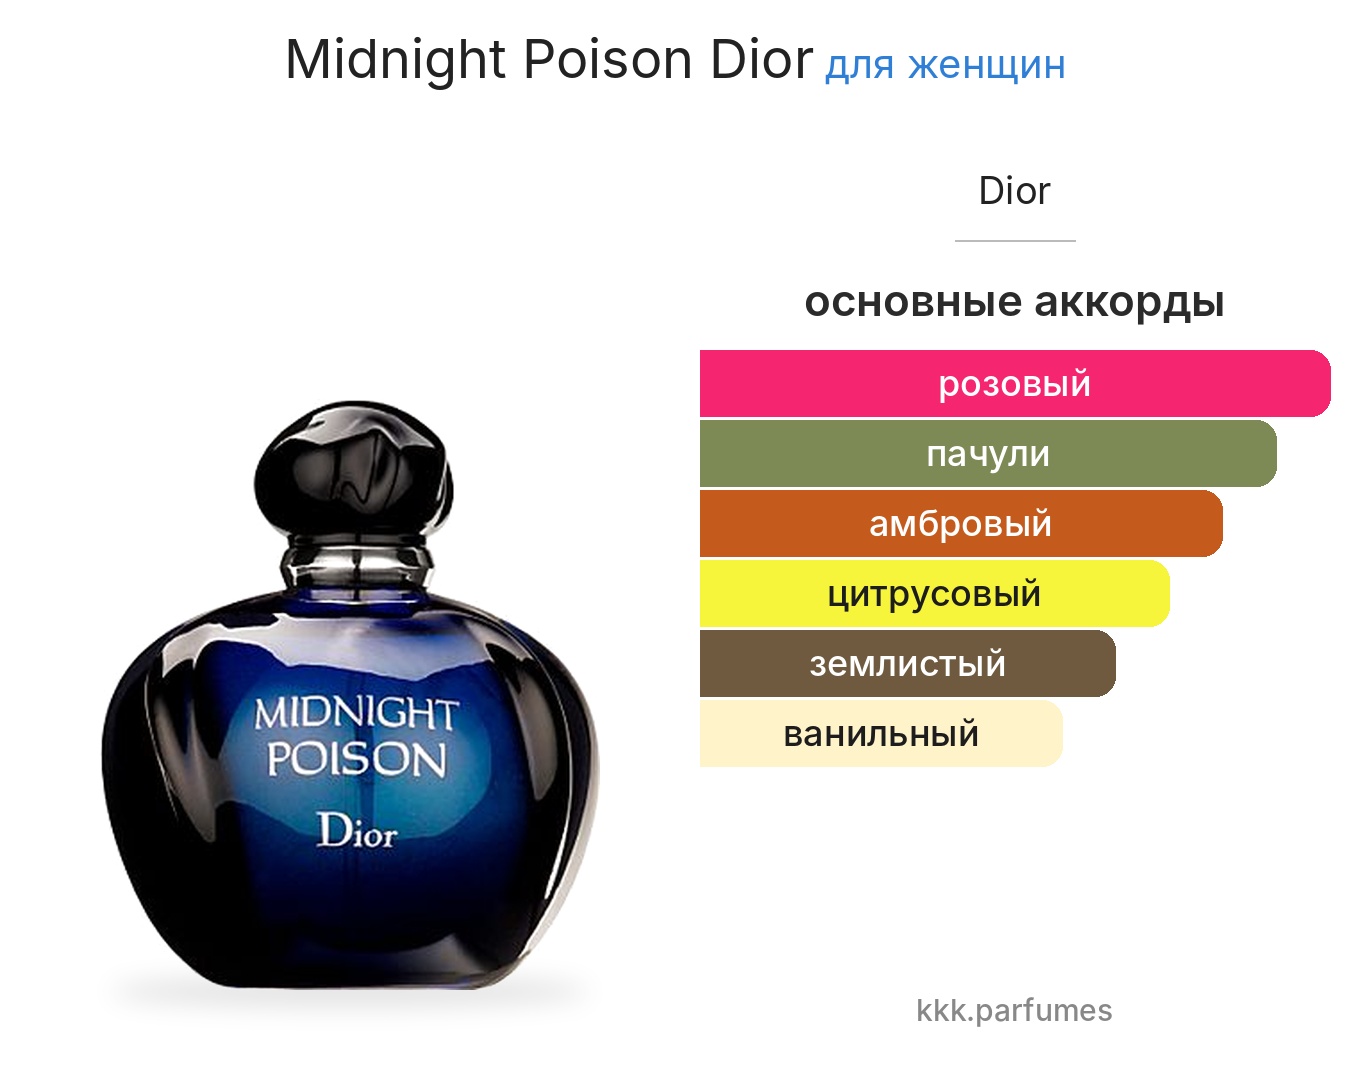 Midnight Poison Dior для женщин
Dior
основные аккорды
розовый
пачули
амбровый
цитрусовый
землистый
ванильный
MIDNIGHT
POISON
Dior
kkk.parfumes